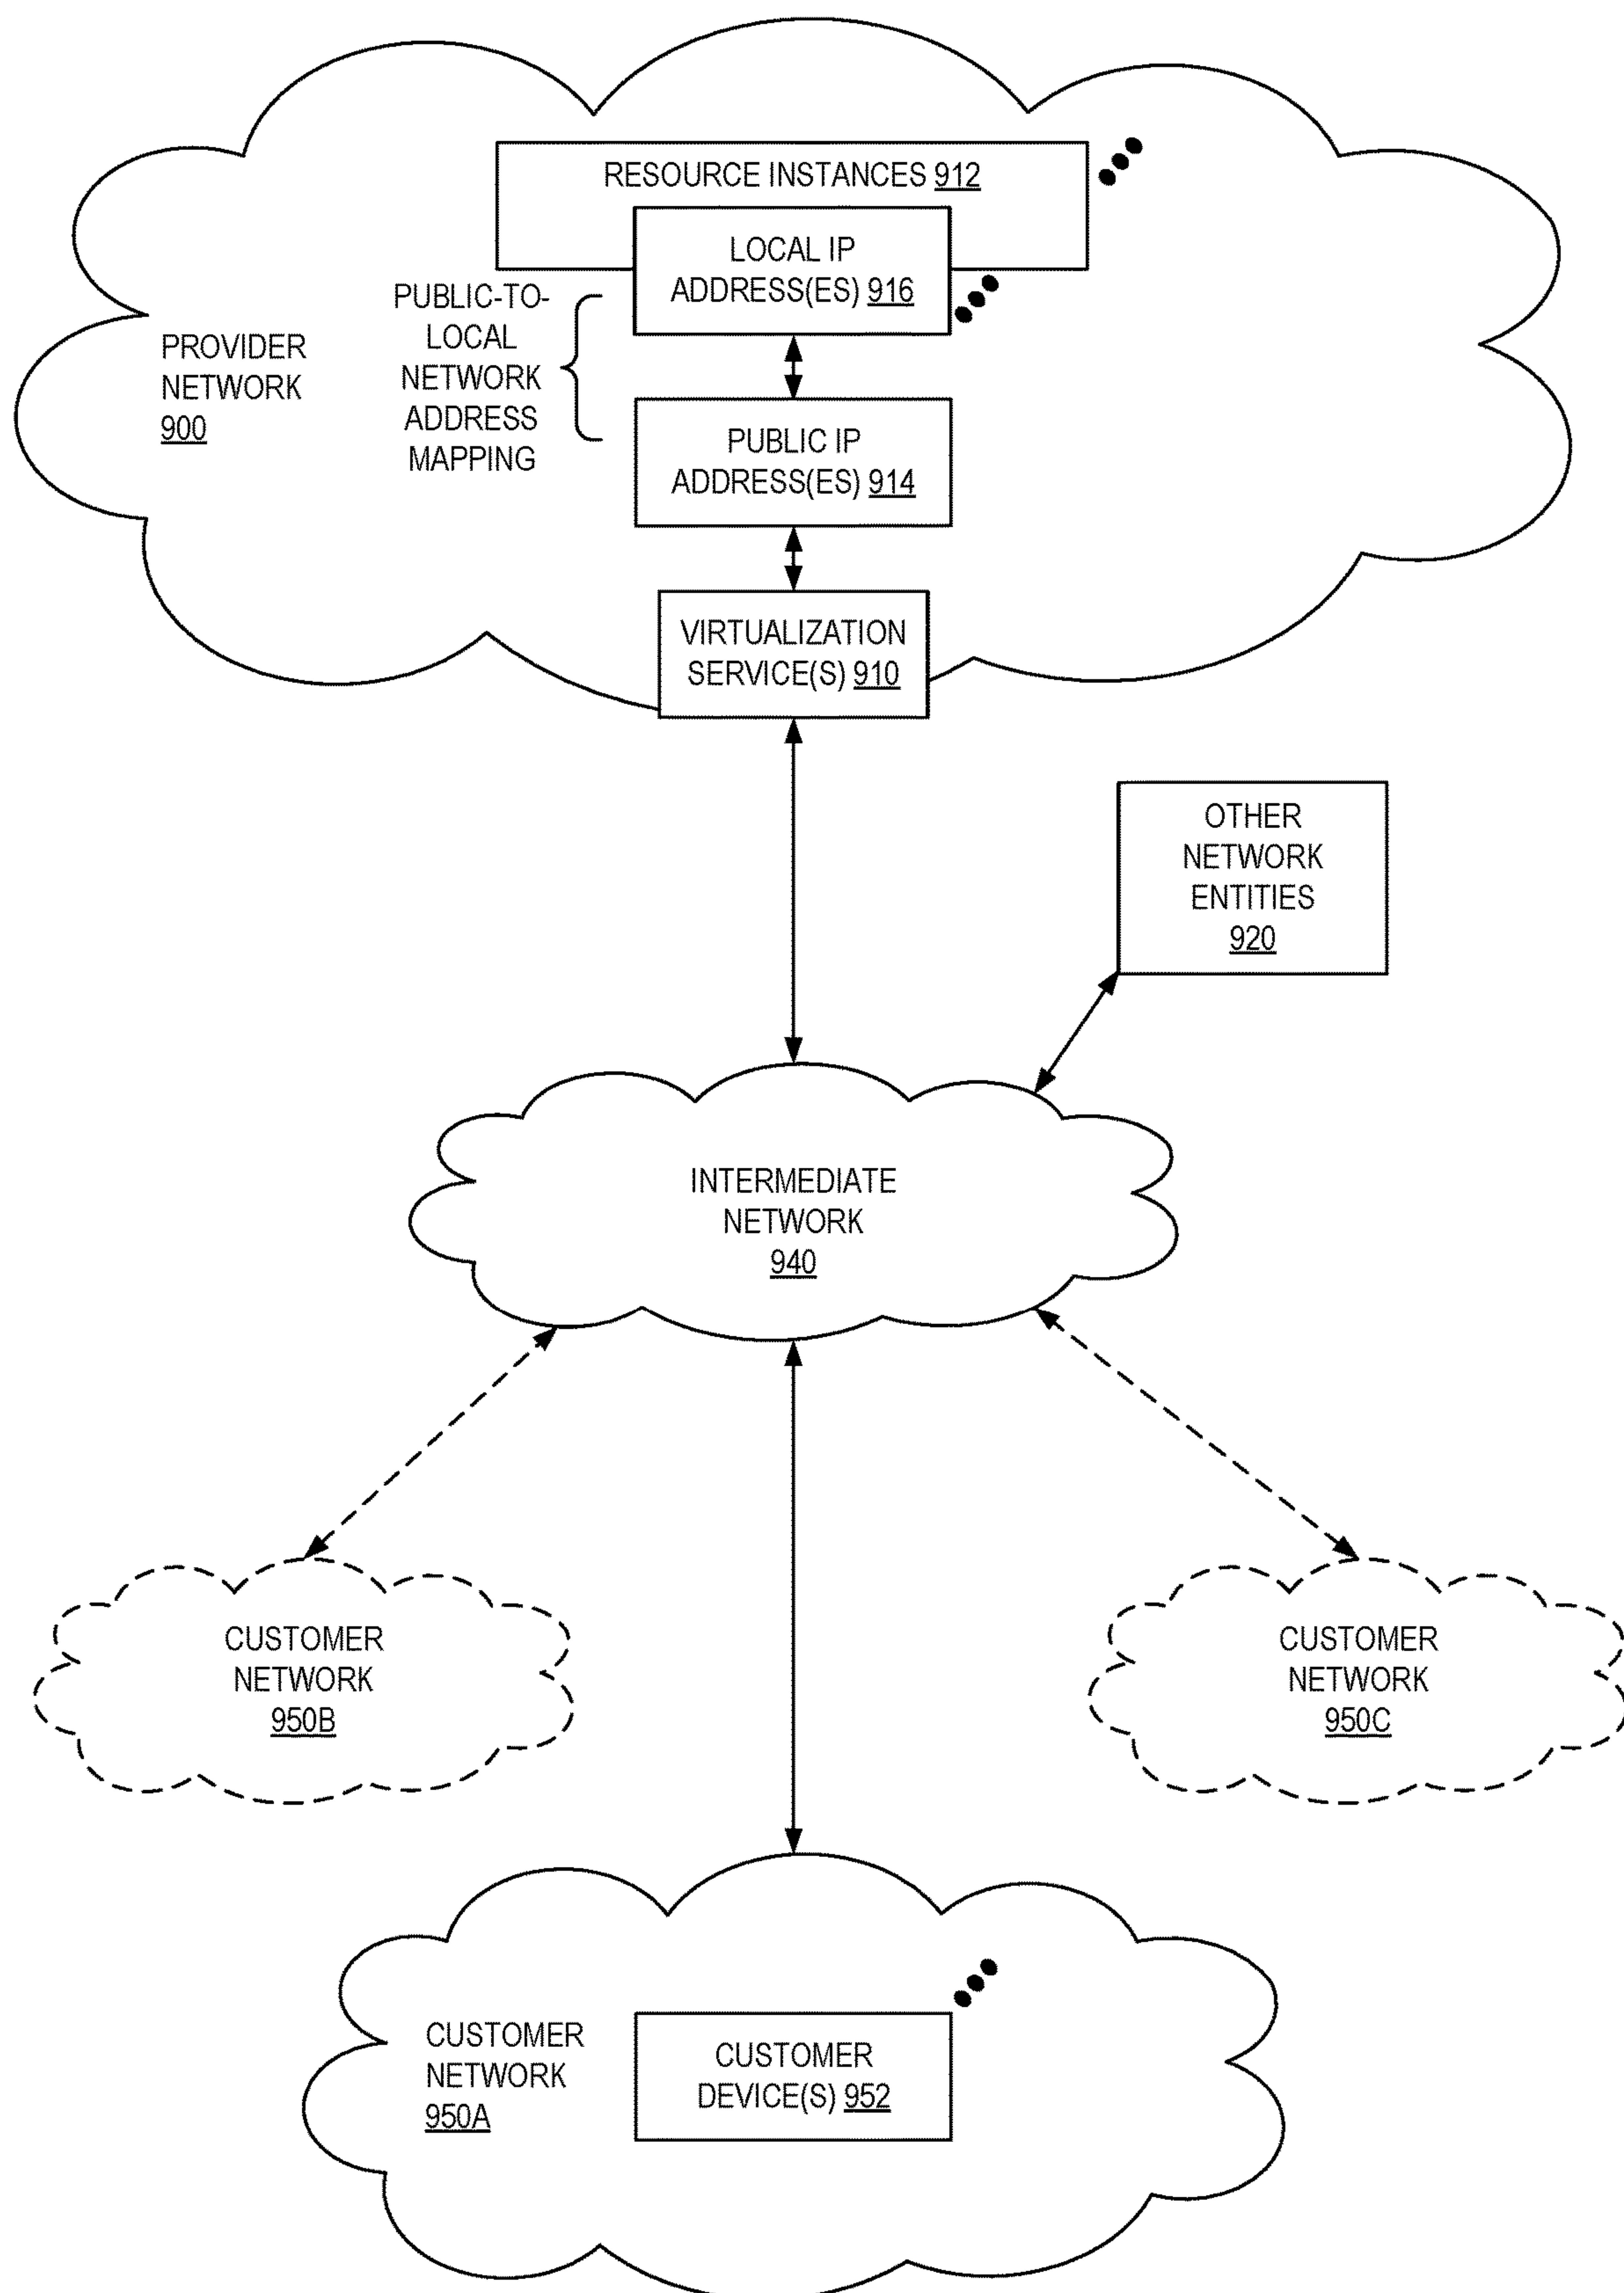 RESOURCE INSTANCES 912
LOCAL IP
ADDRESS(ES) 916
PUBLIC-TO-
LOCAL
NETWORK
ADDRESS
MAPPING
PROVIDER
NETWORK
900
PUBLIC IP
ADDRESS(ES) 914
VIRTUALIZATION
SERVICE(S) 910
OTHER
NETWORK
ENTITIES
920
INTERMEDIATE
NETWORK
940
CUSTOMER
NETWORK
950B
CUSTOMER
NETWORK
950C
CUSTOMER
NETWORK
950A
CUSTOMER
DEVICE(S) 952